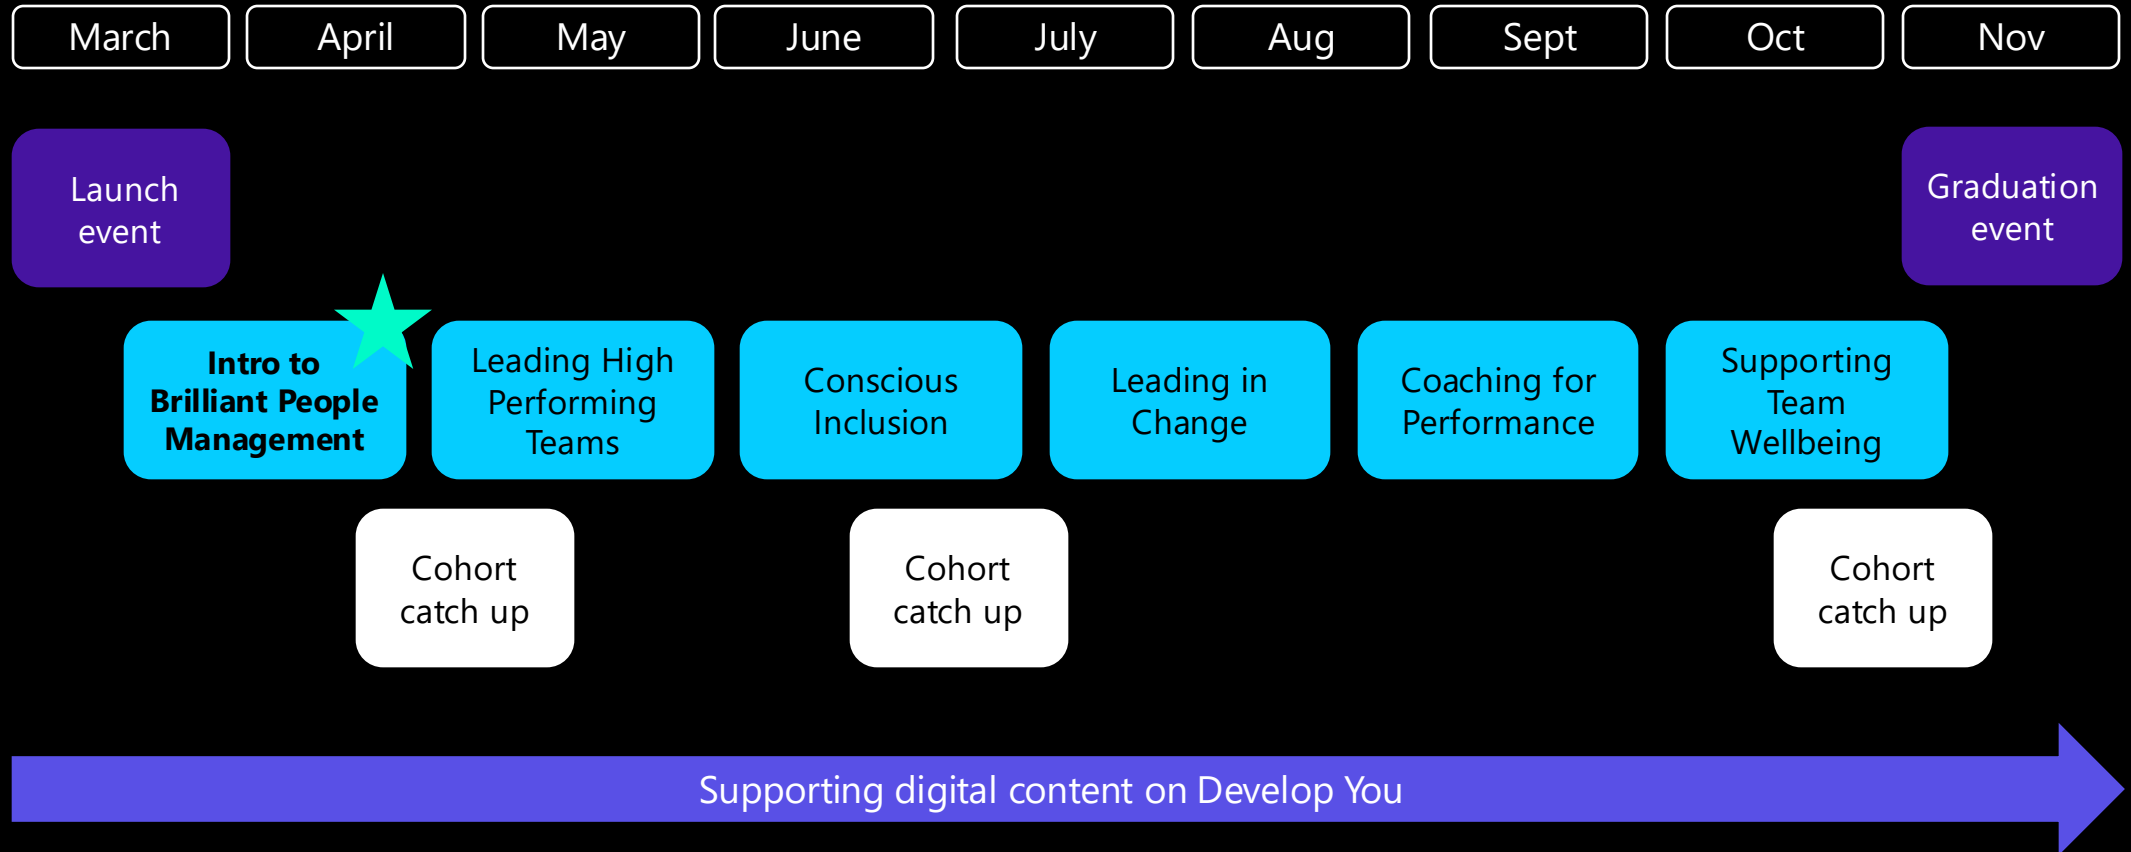 March
April
May
June
July
Aug
Sept
Oct
Nov
Launch
event
Graduation
event
Intro to
Brilliant People
Management
Leading High
Performing
Teams
Conscious
Inclusion
Leading in
Change
Coaching for
Performance
Supporting
Team
Wellbeing
Cohort
catch up
Cohort
catch up
Cohort
catch up
Supporting digital content on Develop You